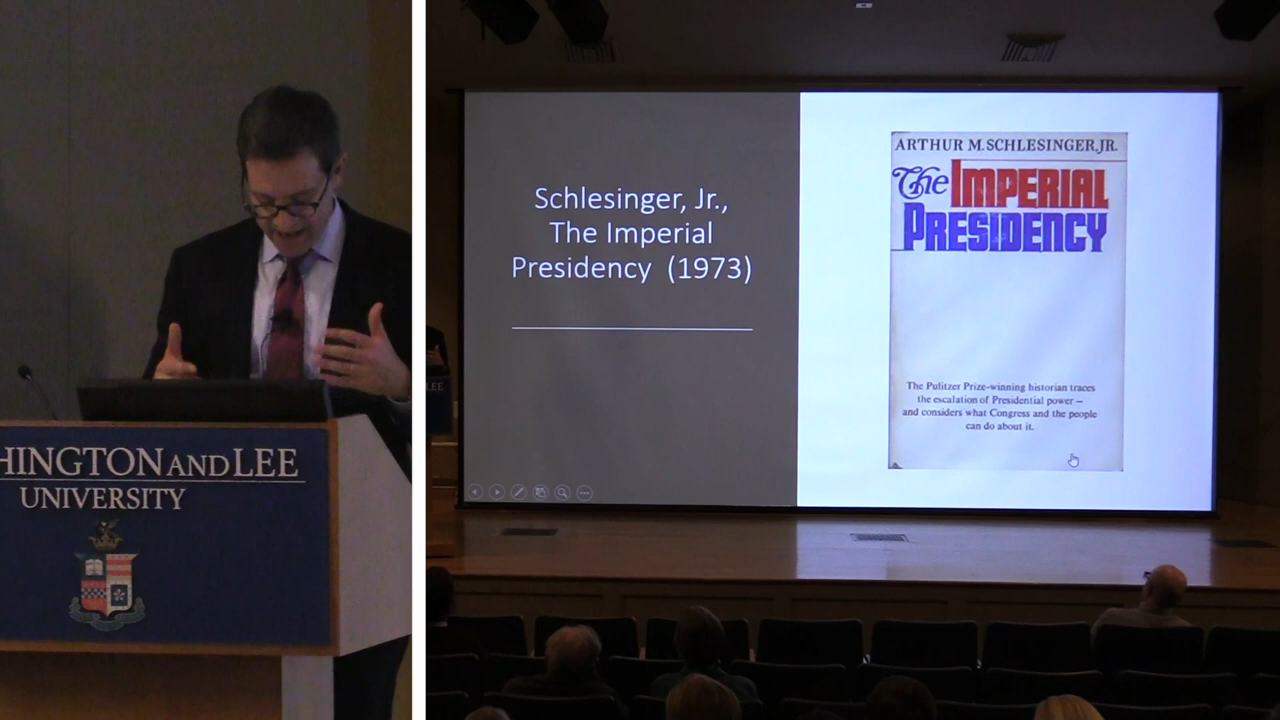 HINGTON AND LEE
UNIVERSITY
LEE
Schlesinger, Jr.,
The Imperial
Presidency (1973)
ARTHUR M. SCHLESINGER, JR.
The IMPERIAL
PRESIDENCY
The Pulitzer Prize-winning historian traces
the escalation of Presidential power —
and considers what Congress and the people
can do about it.